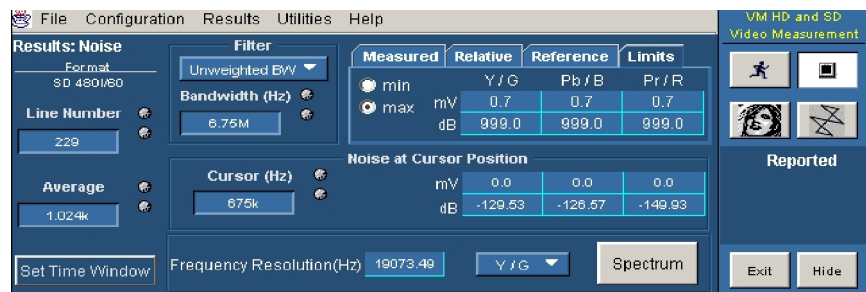 File Configuration Results Utilities Help
VM HD and SD
Video Measurement
Results: Noise
Format
SD 480I/60
Line Number
229
Average
1.024k
Set Time Window
Filter
Unweighted BW
Bandwidth (Hz)
6.75M
Measured Relative Reference Limits
min
max
Y / G Pb / B Pr / R
mV 0.7 0.7 0.7
dB 999.0 999.0 999.0
Noise at Cursor Position
Cursor (Hz)
675k
mV 0.0 0.0 0.0
dB -129.53 -126.57 -149.93
Frequency Resolution(Hz) 19073.49 Y / G Spectrum
Reported
Exit Hide